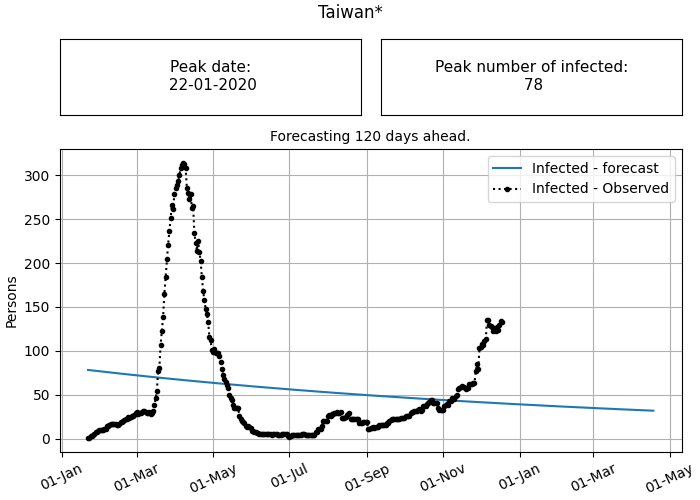 Taiwan*
Peak date:
22-01-2020
Peak number of infected:
78
Forecasting 120 days ahead.
Infected - forecast
Infected - Observed
Persons
300
250
200
150
100
50
0
01-Jan
01-Mar
01-May
01-Jul
01-Sep
01-Nov
01-Jan
01-Mar
01-May